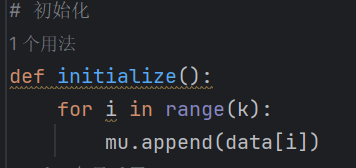 # 初始化
1个用法
def initialize():
    for i in range(k):
        mu.append(data[i])